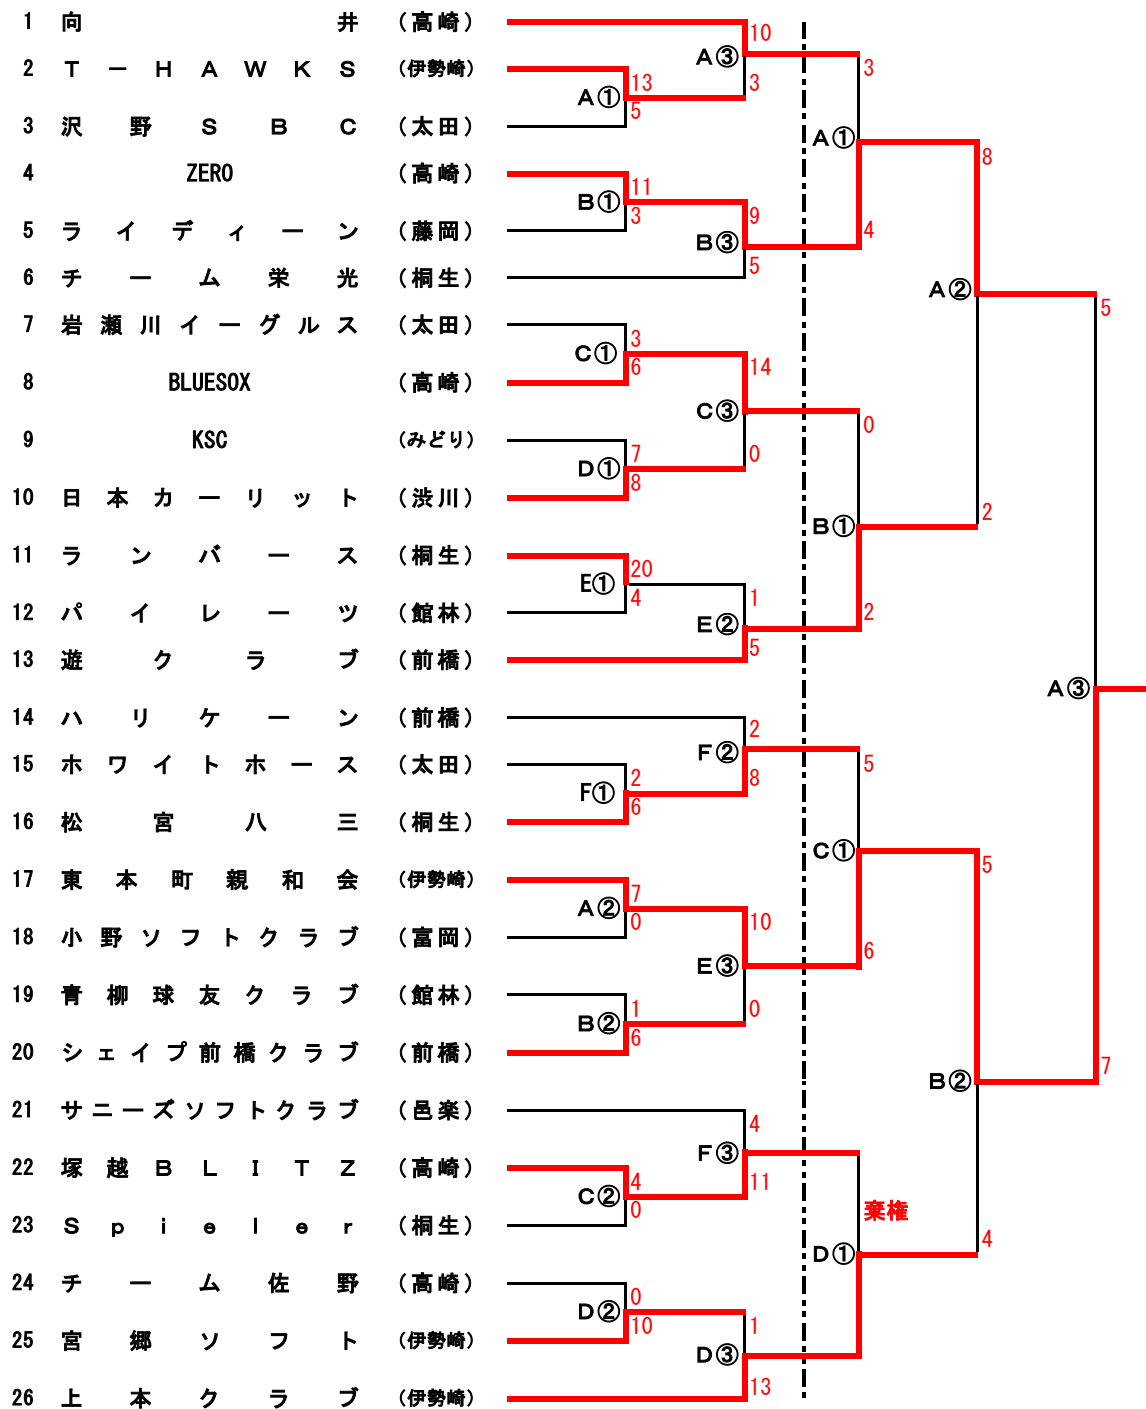 1 向井 (高崎)
10
A③
3
2 T－HAWKS (伊勢崎)
13
3
A①
5
3 沢野SBC (太田)
A①
8
4 ZERO (高崎)
11
B①
9
3
4
5 ライディーン (藤岡)
B③
5
6 チーム栄光 (桐生)
A②
5
7 岩瀬川イーグルス (太田)
3
C①
6
14
8 BLUESOX (高崎)
C③
0
9 KSC (みどり)
7
0
D①
8
10 日本カーリット (渋川)
2
B①
11 ランバース (桐生)
20
E①
4
1
12 パイレーツ (館林)
2
E②
5
13 遊クラブ (前橋)
A③
14 ハリケーン (前橋)
2
F②
5
15 ホワイトホース (太田)
2
8
F①
6
16 松宮八三 (桐生)
C①
5
17 東本町親和会 (伊勢崎)
7
A②
0
10
18 小野ソフトクラブ (富岡)
6
E③
19 青柳球友クラブ (館林)
1
0
B②
6
20 シェイプ前橋クラブ (前橋)
7
B②
21 サニーズソフトクラブ (邑楽)
4
F③
22 塚越BLITZ (高崎)
4
11
C②
0
棄権
23 Spieler (桐生)
4
D①
24 チーム佐野 (高崎)
0
D②
10
1
25 宮郷ソフト (伊勢崎)
D③
13
26 上本クラブ (伊勢崎)